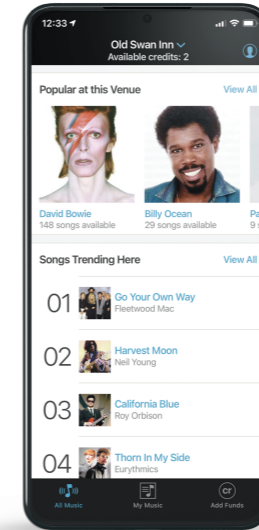 12:33
Old Swan Inn
Available credits: 2
Popular at this Venue View All
David Bowie
148 songs available
Billy Ocean
29 songs available
Songs Trending Here View All
01 Go Your Own Way
Fleetwood Mac
02 Harvest Moon
Neil Young
03 California Blue
Roy Orbison
04 Thorn In My Side
Eurythmics
cr
All Music My Music Add Funds